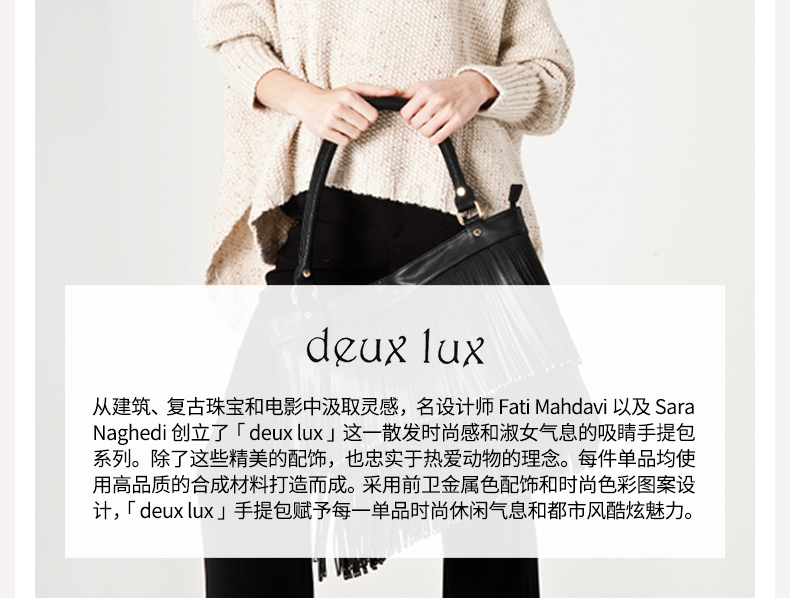 deux lux
从建筑、复古珠宝和电影中汲取灵感，名设计师 Fati Mahdavi 以及 Sara
Naghedi 创立了「 deux lux 」这一散发时尚感和淑女气息的吸睛手提包
系列。除了这些精美的配饰，也忠实于热爱动物的理念。每件单品均使
用高品质的合成材料打造而成。采用前卫金属色配饰和时尚色彩图案设
计，「 deux lux 」手提包赋予每一单品时尚休闲气息和都市风酷炫魅力。